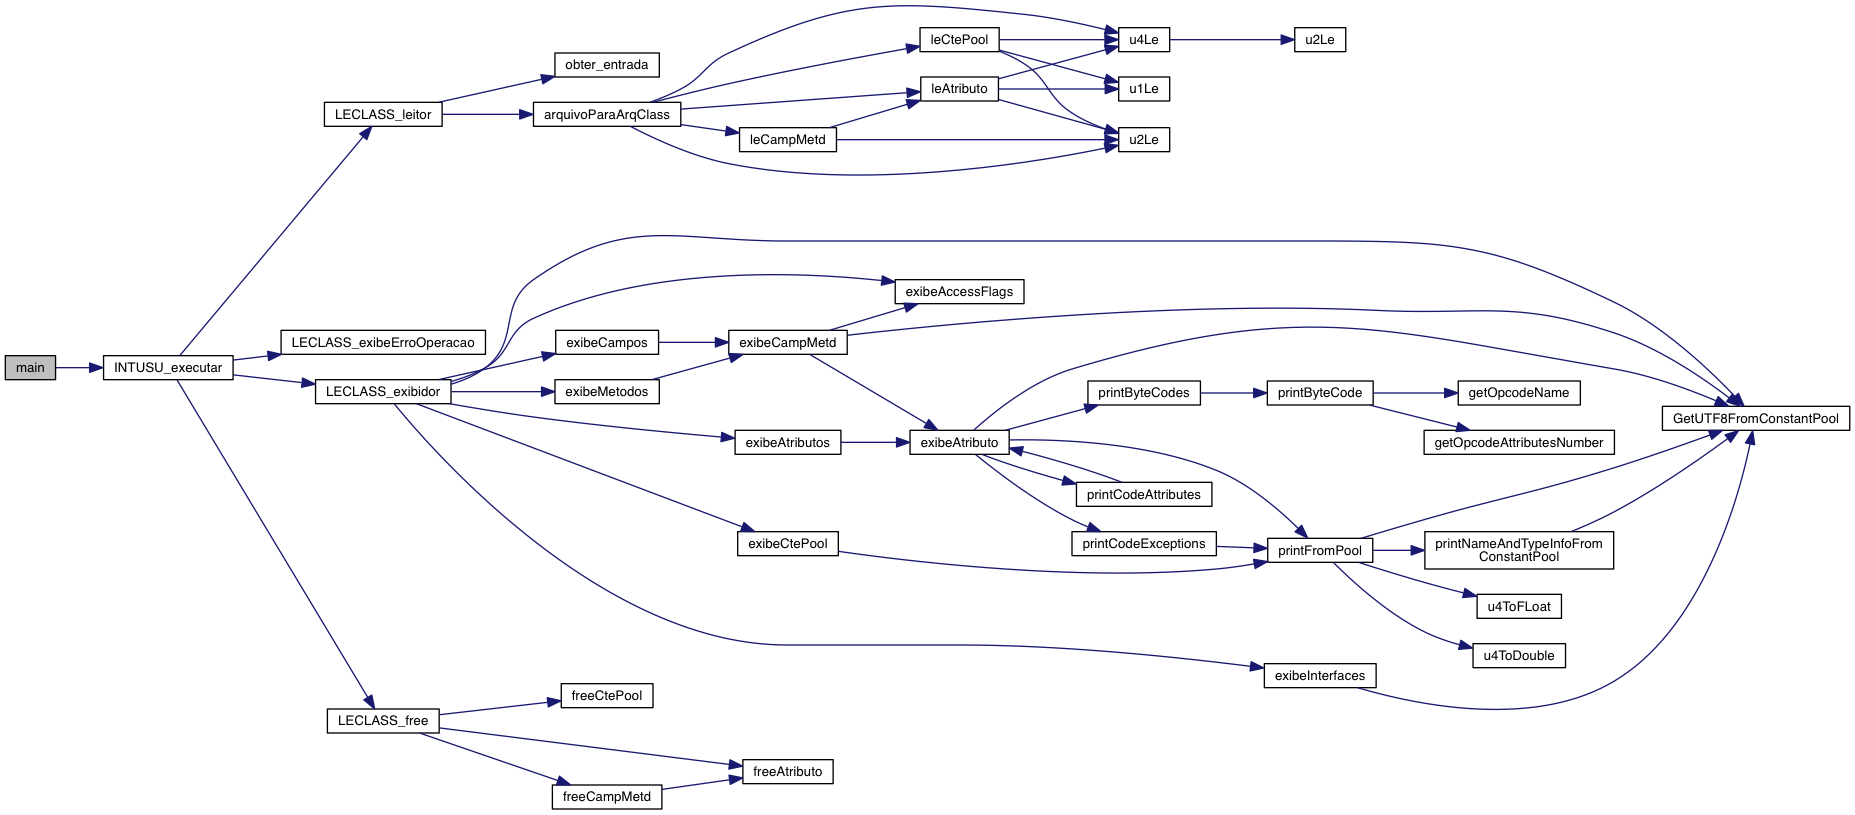 main
INTUSU_executar
LECLASS_leitor
obter_entrada
arquivoParaArqClass
leCtePool
leAtributo
leCampMetd
u4Le
u1Le
u2Le
u2Le
LECLASS_exibeErroOperacao
LECLASS_exibidor
exibeCampos
exibeMetodos
exibeAtributos
exibeCtePool
exibeAccessFlags
exibeCampMetd
exibeAtributo
printByteCodes
printCodeAttributes
printCodeExceptions
printByteCode
getOpcodeName
getOpcodeAttributesNumber
GetUTF8FromConstantPool
printFromPool
printNameAndTypeInfoFrom
ConstantPool
u4ToFLoat
u4ToDouble
exibeInterfaces
LECLASS_free
freeCtePool
freeAtributo
freeCampMetd